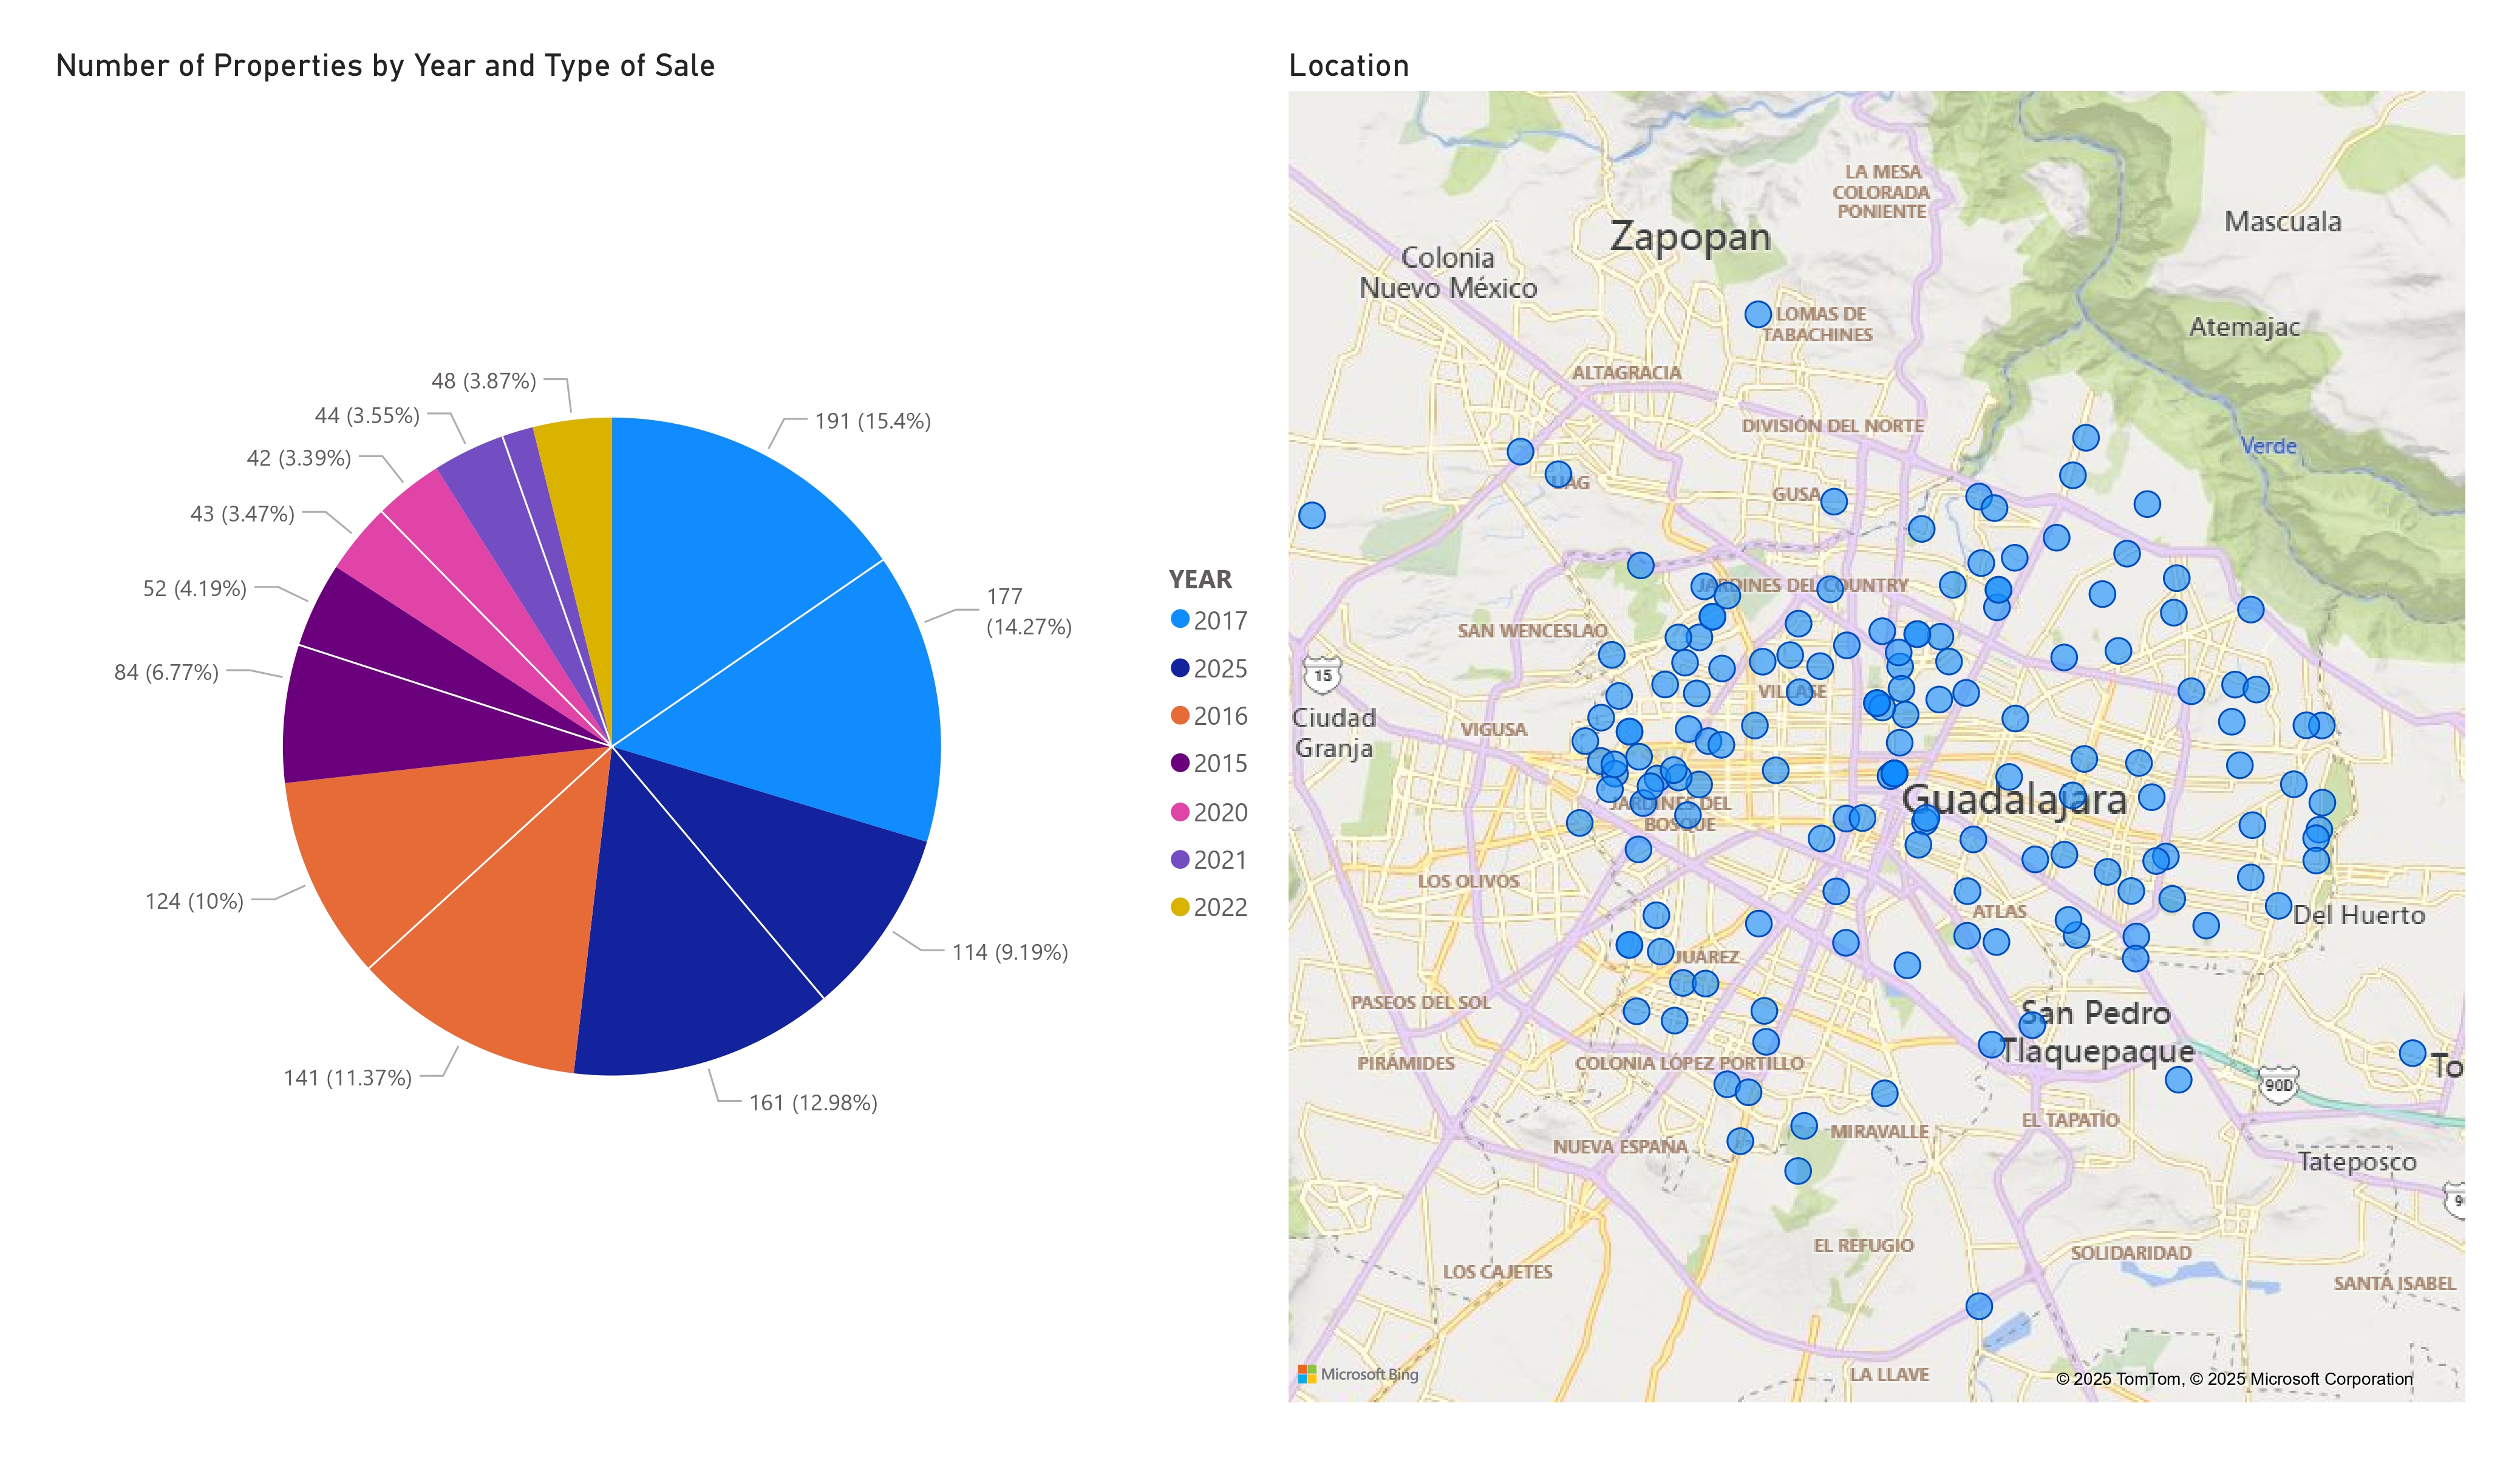 Number of Properties by Year and Type of Sale
48 (3.87%)
44 (3.55%)
42 (3.39%)
43 (3.47%)
52 (4.19%)
84 (6.77%)
124 (10%)
141 (11.37%)
161 (12.98%)
114 (9.19%)
177
(14.27%)
191 (15.4%)
YEAR
2017
2025
2016
2015
2020
2021
2022
Location
LA MESA
COLORADA
PONIENTE
Mascuala
Zapopan
Colonia
Nuevo México
LOMAS DE
TABACHINES
Atemajac
ALTAGRACIA
DIVISIÓN DEL NORTE
Verde
UAG
GUSA
JARDINES DEL COUNTRY
SAN WENCESLAO
15
VILLASE
Ciudad
Granja
VIGUSA
Guadalajara
JARDINES DEL
BOSQUE
LOS OLIVOS
ATLAS
Del Huerto
JUÁREZ
PASEOS DEL SOL
San Pedro
Tlaquepaque
PIRÁMIDES
COLONIA LÓPEZ PORTILLO
To
90D
EL TAPATÍO
MIRAVALLE
NUEVA ESPAÑA
Tateposco
9
EL REFUGIO
SOLIDARIDAD
LOS CAJETES
SANTA ISABEL
LA LLAVE
Microsoft Bing
© 2025 TomTom, © 2025 Microsoft Corporation